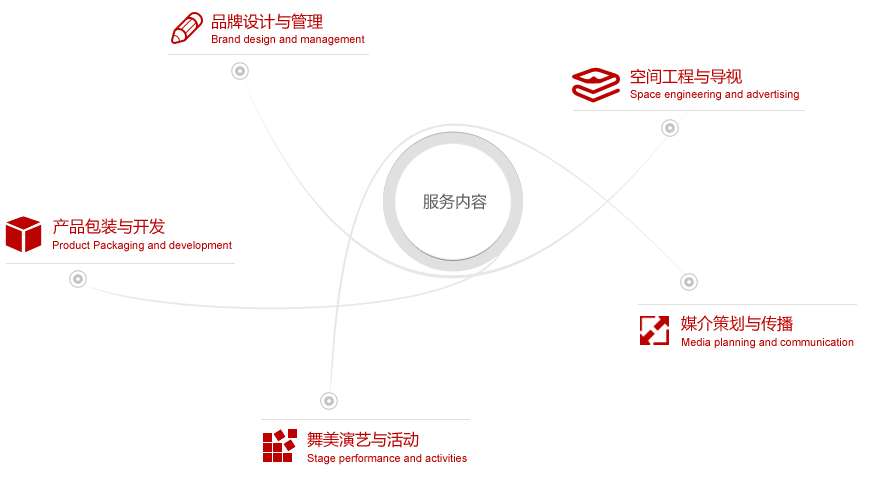 品牌设计与管理
Brand design and management
空间工程与导视
Space engineering and advertising
服务内容
产品包装与开发
Product Packaging and development
媒介策划与传播
Media planning and communication
舞美演艺与活动
Stage performance and activities